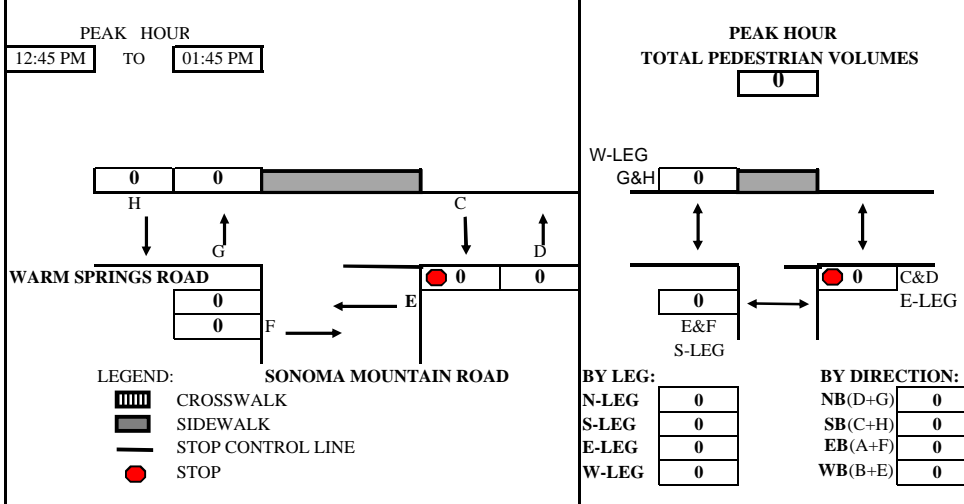 PEAK HOUR
12:45 PM TO 01:45 PM
0 0
H C
G D
WARM SPRINGS ROAD
0 0
0 E
0 F
LEGEND: SONOMA MOUNTAIN ROAD
CROSSWALK
SIDEWALK
STOP CONTROL LINE
STOP
PEAK HOUR
TOTAL PEDESTRIAN VOLUMES
0
W-LEG
G&H 0
0 C&D
0 E-LEG
E&F
S-LEG
BY LEG:
N-LEG 0
S-LEG 0
E-LEG 0
W-LEG 0
BY DIRECTION:
NB(D+G) 0
SB(C+H) 0
EB(A+F) 0
WB(B+E) 0